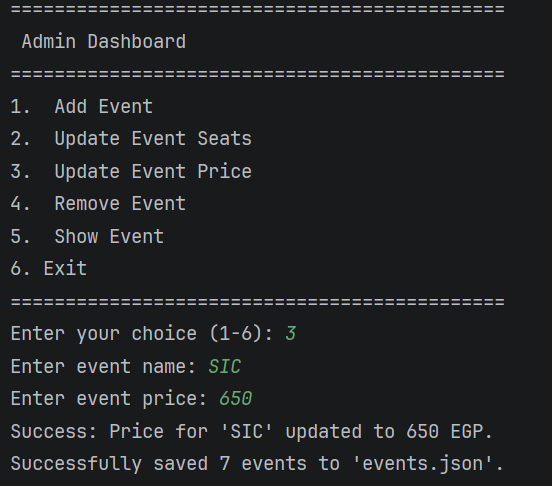 =============================================
 Admin Dashboard
=============================================
1.  Add Event
2.  Update Event Seats
3.  Update Event Price
4.  Remove Event
5.  Show Event
6. Exit
=============================================
Enter your choice (1-6): 3
Enter event name: SIC
Enter event price: 650
Success: Price for 'SIC' updated to 650 EGP.
Successfully saved 7 events to 'events.json'.